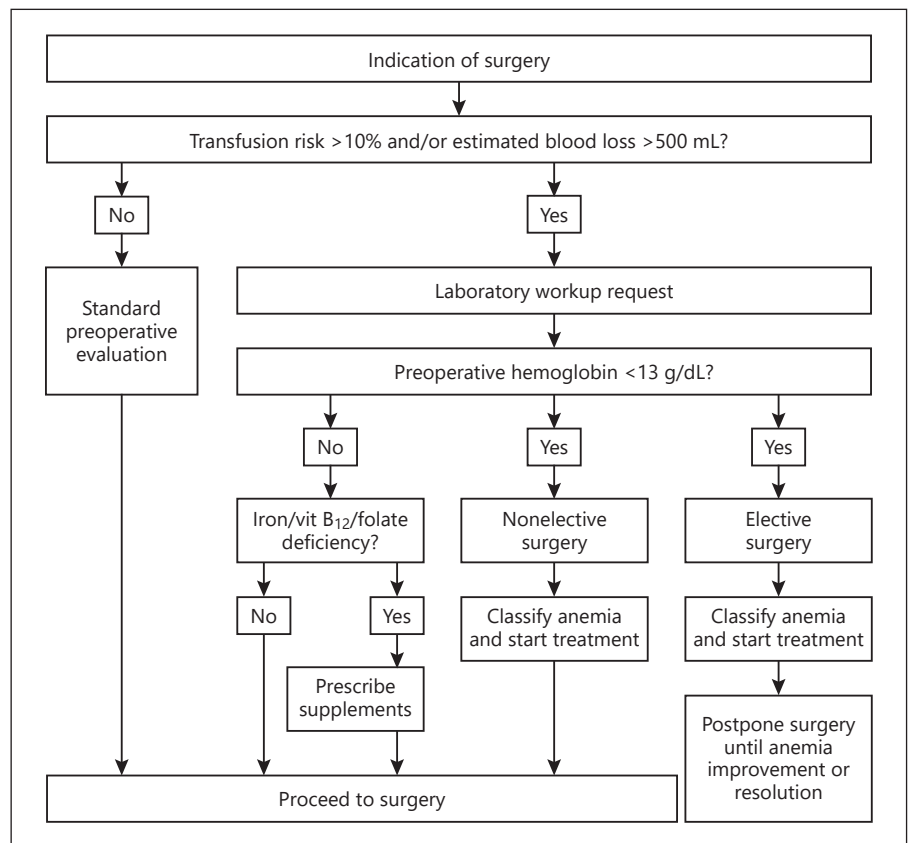 Indication of surgery
Transfusion risk >10% and/or estimated blood loss >500 mL?
No
Yes
Standard
preoperative
evaluation
Laboratory workup request
Preoperative hemoglobin <13 g/dL?
No
Yes
Yes
Iron/vit B₁₂/folate
deficiency?
Nonelective
surgery
Elective
surgery
No
Yes
Classify anemia
and start treatment
Classify anemia
and start treatment
Prescribe
supplements
Postpone surgery
until anemia
improvement or
resolution
Proceed to surgery